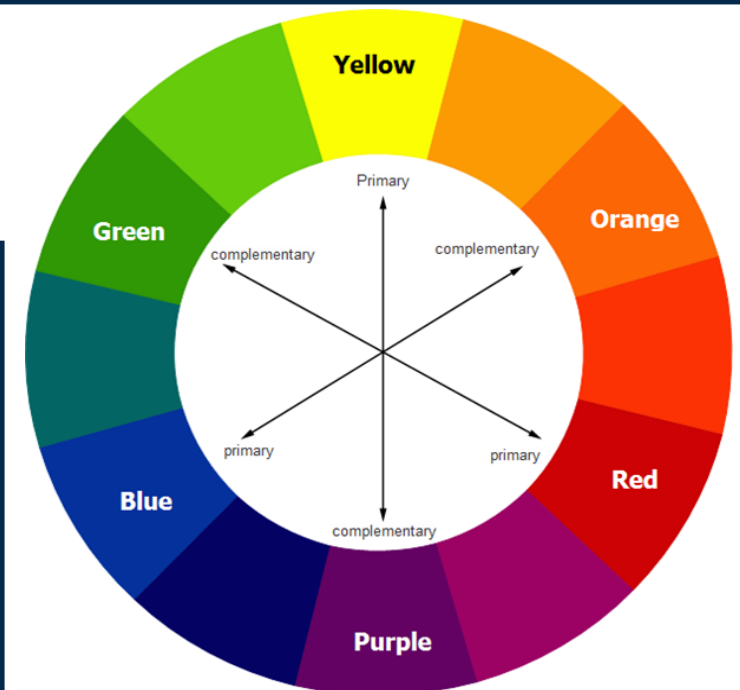 Yellow
Primary
Orange
Green
complementary
complementary
primary
primary
Red
Blue
complementary
Purple